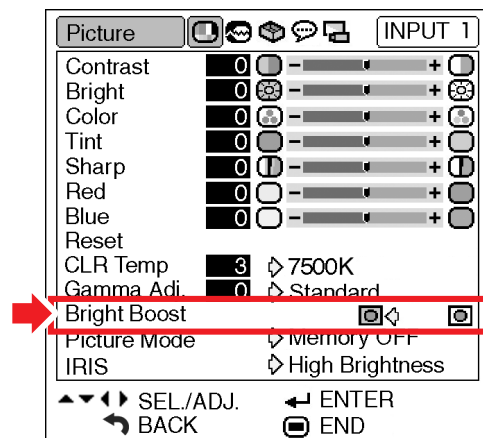 Picture INPUT 1
Contrast 0 - +
Bright 0 - +
Color 0 - +
Tint 0 - +
Sharp 0 - +
Red 0 - +
Blue 0 - +
Reset
CLR Temp 3 7500K
Gamma Adj. 0 Standard
Bright Boost
Picture Mode Memory OFF
IRIS High Brightness
SEL./ADJ. ENTER
BACK END